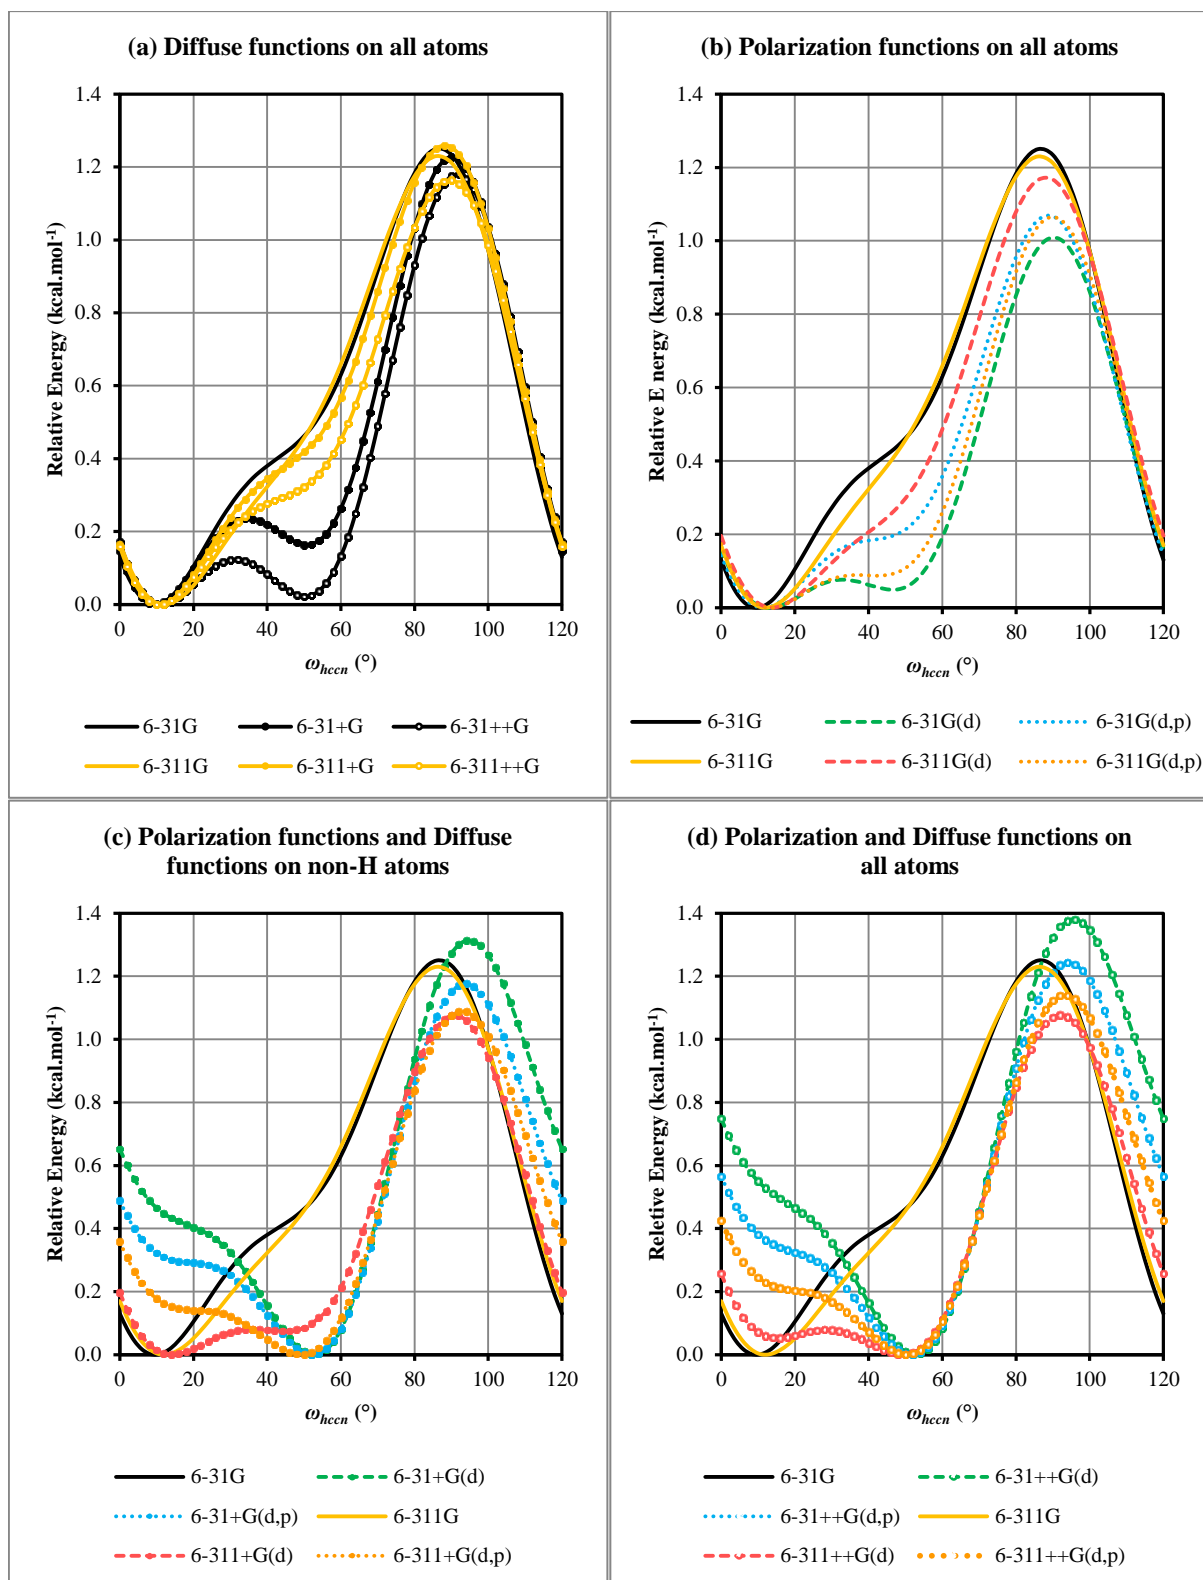 (a) Diffuse functions on all atoms
1.4
1.2
1.0
0.8
0.6
0.4
0.2
0.0
Relative Energy (kcal.mol-1)
0 20 40 60 80 100 120
ωhccn (°)
6-31G 6-31+G 6-31++G
6-311G 6-311+G 6-311++G
(b) Polarization functions on all atoms
1.4
1.2
1.0
0.8
0.6
0.4
0.2
0.0
Relative E nergy (kcal.mol-1)
0 20 40 60 80 100 120
ωhccn (°)
6-31G 6-31G(d) 6-31G(d,p)
6-311G 6-311G(d) 6-311G(d,p)
(c) Polarization functions and Diffuse
functions on non-H atoms
1.4
1.2
1.0
0.8
0.6
0.4
0.2
0.0
Relative Energy (kcal.mol-1)
0 20 40 60 80 100 120
ωhccn (°)
6-31G 6-31+G(d)
6-31+G(d,p) 6-311G
6-311+G(d) 6-311+G(d,p)
(d) Polarization and Diffuse functions on
all atoms
1.4
1.2
1.0
0.8
0.6
0.4
0.2
0.0
Reletive Energy (kcal.mol-1)
0 20 40 60 80 100 120
ωhccn (°)
6-31G 6-31++G(d)
6-31++G(d,p) 6-311G
6-311++G(d) 6-311++G(d,p)